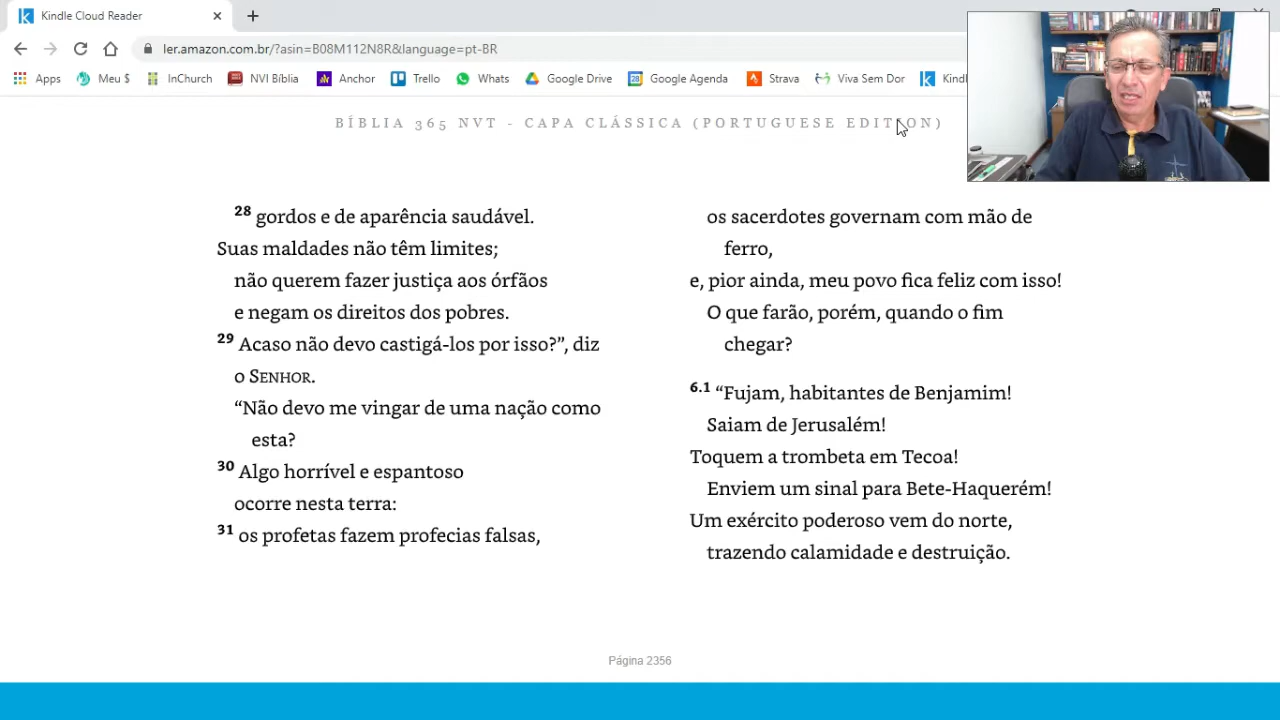 Kindle Cloud Reader
ler.amazon.com.br/?asin=B08M112N8R&language=pt-BR
Apps Meu $ InChurch NVI Bíblia Anchor Trello Whats Google Drive Google Agenda Strava Viva Sem Dor Kindl
BÍBLIA 365 NVT - CAPA CLÁSSICA (PORTUGUESE EDITION)
28 gordos e de aparência saudável.
Suas maldades não têm limites;
não querem fazer justiça aos órfãos
e negam os direitos dos pobres.
29 Acaso não devo castigá-los por isso?”, diz
o SENHOR.
“Não devo me vingar de uma nação como
esta?
30 Algo horrível e espantoso
ocorre nesta terra:
31 os profetas fazem profecias falsas,
os sacerdotes governam com mão de
ferro,
e, pior ainda, meu povo fica feliz com isso!
O que farão, porém, quando o fim
chegar?
6.1 “Fujam, habitantes de Benjamim!
Saiam de Jerusalém!
Toquem a trombeta em Tecoa!
Enviem um sinal para Bete-Haquerém!
Um exército poderoso vem do norte,
trazendo calamidade e destruição.
Página 2356